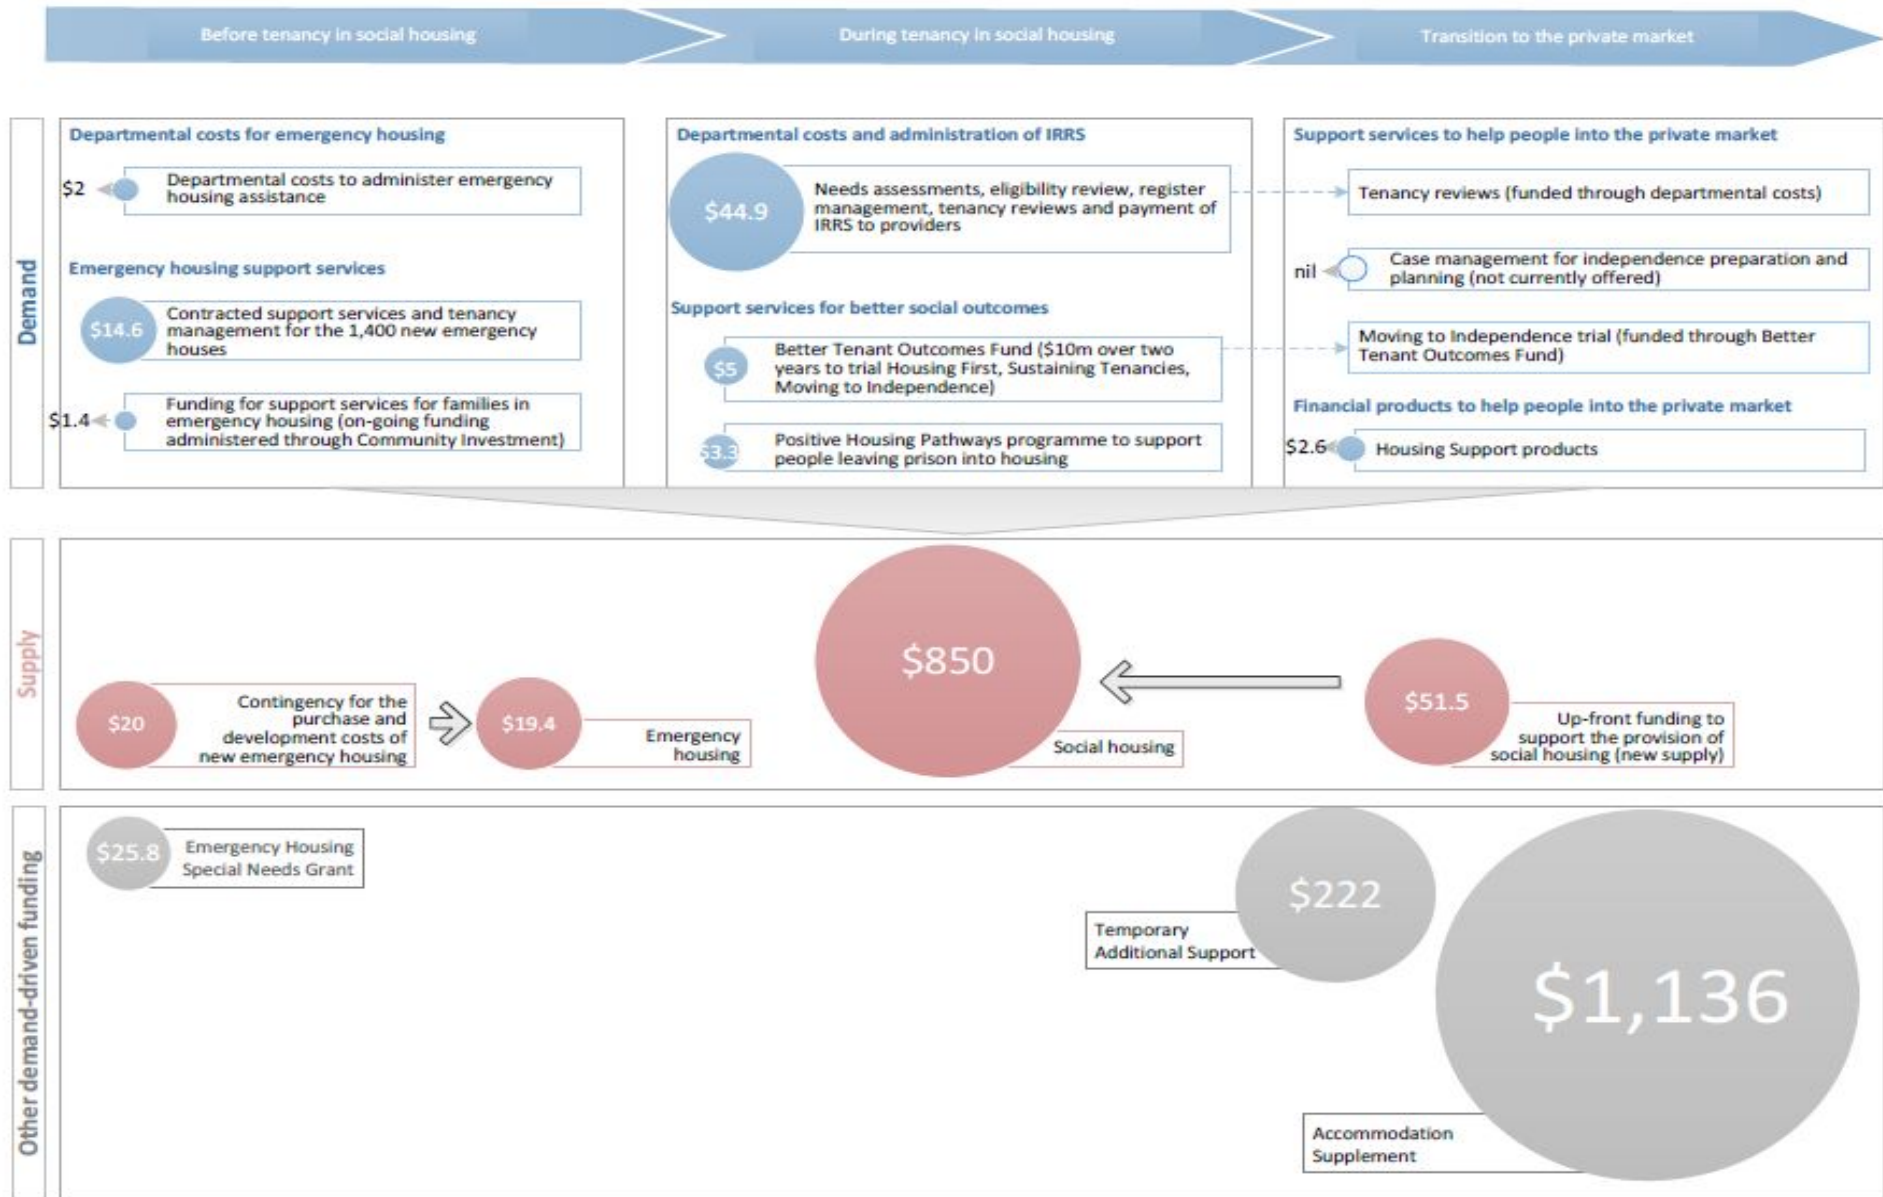 Before tenancy in social housing
During tenancy in social housing
Transition to the private market
Demand
Departmental costs for emergency housing
$2
Departmental costs to administer emergency
housing assistance
Emergency housing support services
$14.6
Contracted support services and tenancy
management for the 1,400 new emergency
houses
$1.4
Funding for support services for families in
emergency housing (on-going funding
administered through Community Investment)
Departmental costs and administration of IRRS
$44.9
Needs assessments, eligibility review, register
management, tenancy reviews and payment of
IRRS to providers
Support services for better social outcomes
$5
Better Tenant Outcomes Fund ($10m over two
years to trial Housing First, Sustaining Tenancies,
Moving to Independence)
$3.3
Positive Housing Pathways programme to support
people leaving prison into housing
Support services to help people into the private market
Tenancy reviews (funded through departmental costs)
nil
Case management for independence preparation and
planning (not currently offered)
Moving to Independence trial (funded through Better
Tenant Outcomes Fund)
Financial products to help people into the private market
$2.6
Housing Support products
Supply
$20
Contingency for the
purchase and
development costs of
new emergency housing
$19.4
Emergency
housing
$850
Social housing
$51.5
Up-front funding to
support the provision of
social housing (new supply)
Other demand-driven funding
$25.8
Emergency Housing
Special Needs Grant
$222
Temporary
Additional Support
$1,136
Accommodation
Supplement